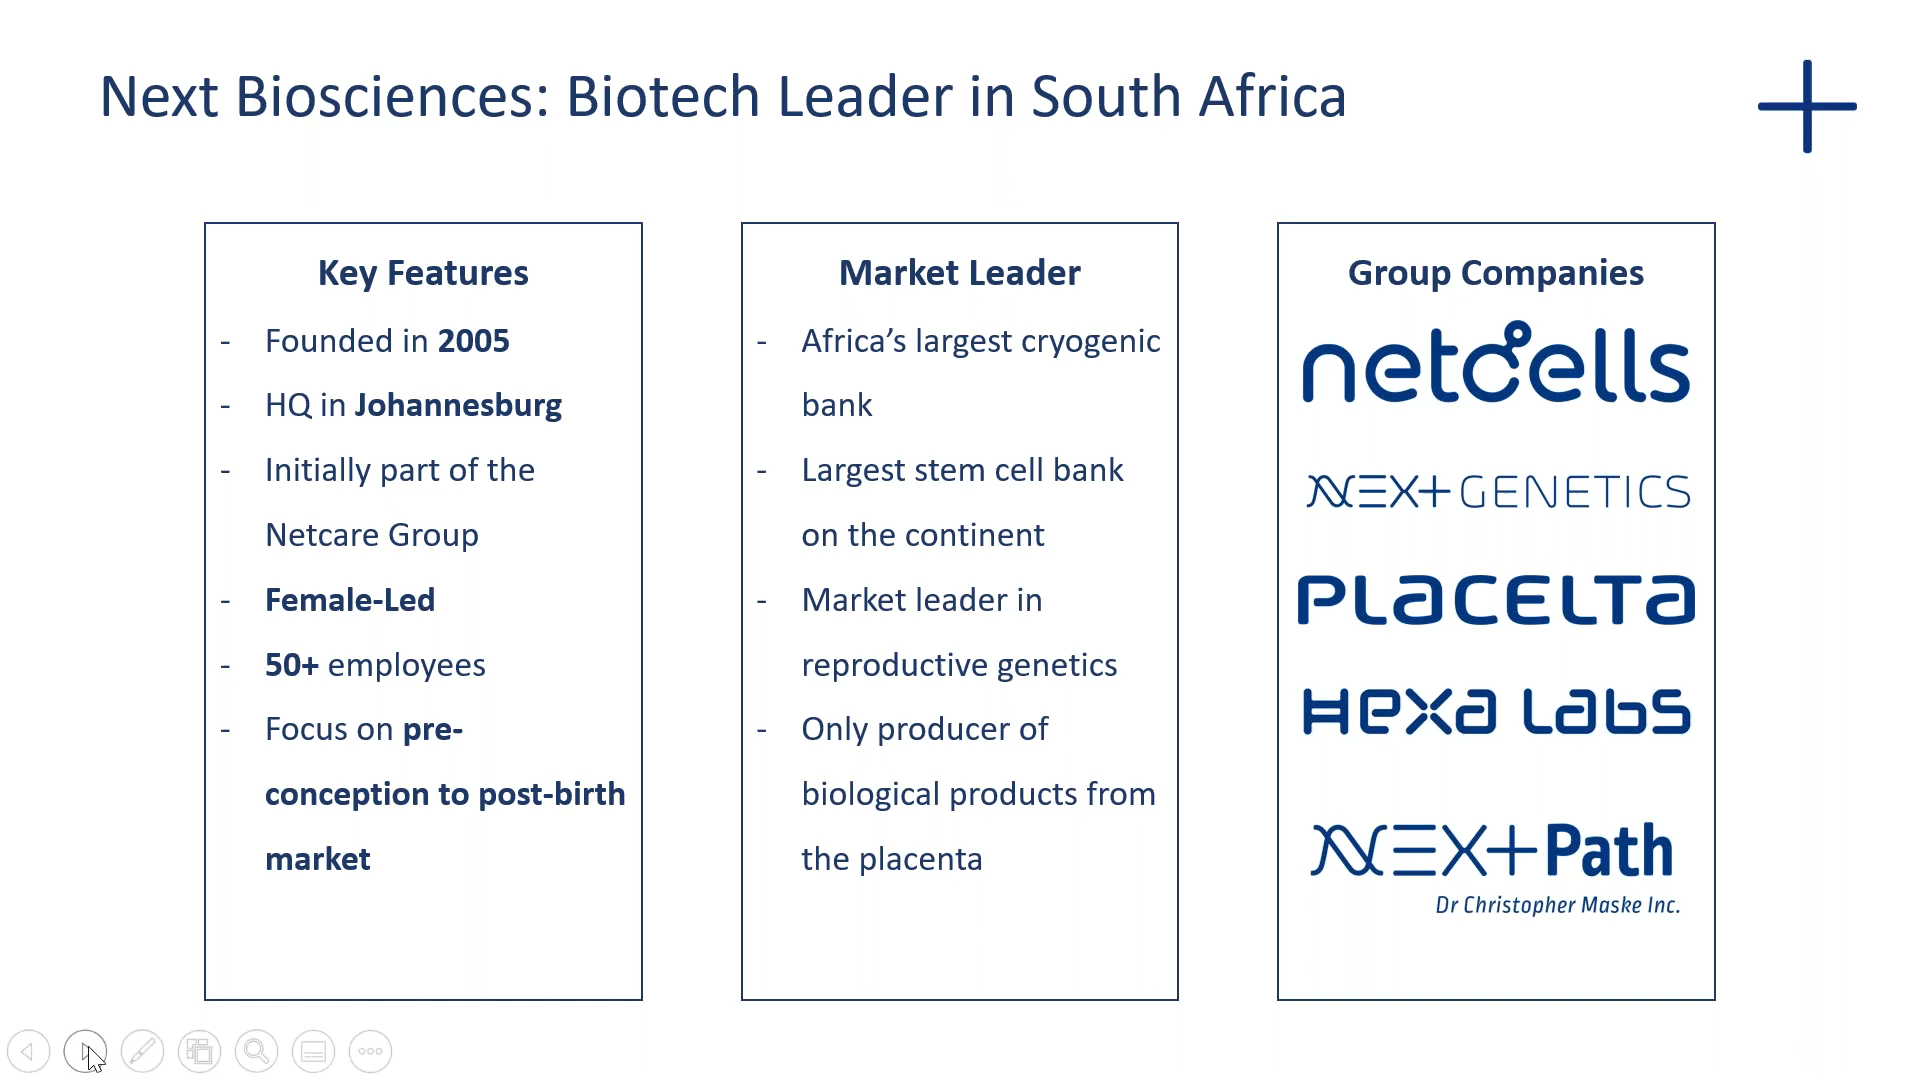 Next Biosciences: Biotech Leader in South Africa
Key Features
- Founded in 2005
- HQ in Johannesburg
- Initially part of the
Netcare Group
- Female-Led
- 50+ employees
- Focus on pre-
conception to post-birth
market
Market Leader
- Africa’s largest cryogenic
bank
- Largest stem cell bank
on the continent
- Market leader in
reproductive genetics
- Only producer of
biological products from
the placenta
Group Companies
netcells
NEXT GENETICS
PLACELTA
HEXA LABS
NEXT Path
Dr Christopher Maske Inc.